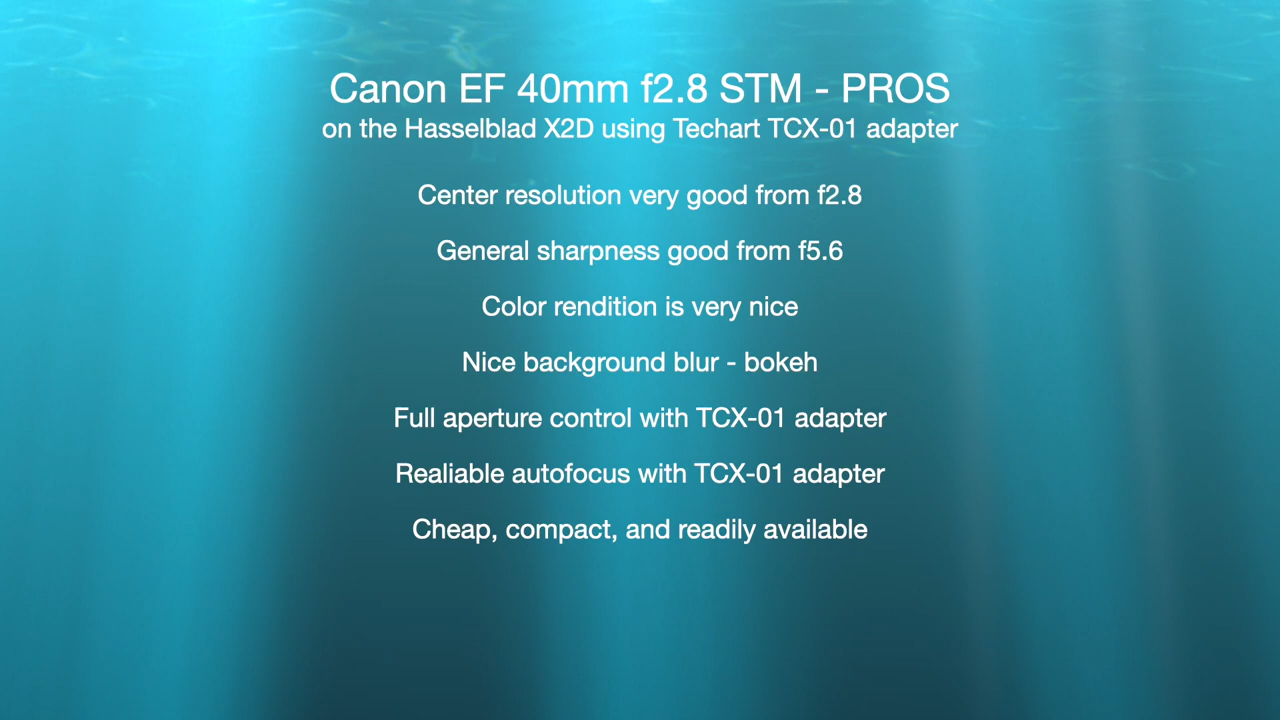 Canon EF 40mm f2.8 STM - PROS
on the Hasselblad X2D using Techart TCX-01 adapter
Center resolution very good from f2.8
General sharpness good from f5.6
Color rendition is very nice
Nice background blur - bokeh
Full aperture control with TCX-01 adapter
Realiable autofocus with TCX-01 adapter
Cheap, compact, and readily available